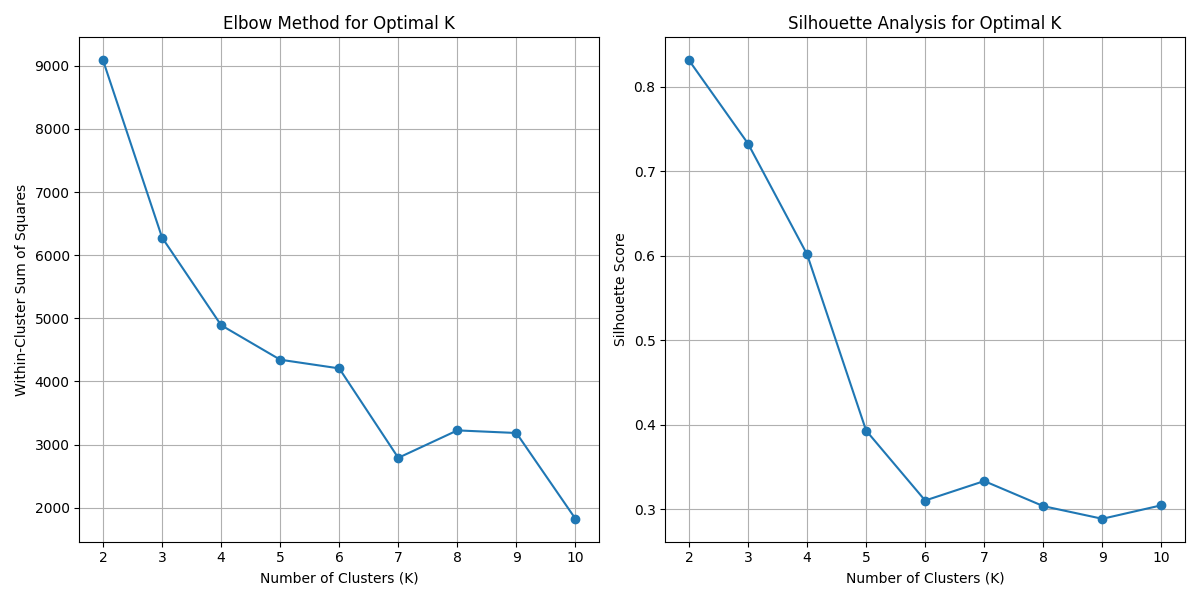 Elbow Method for Optimal K
Within-Cluster Sum of Squares
9000
8000
7000
6000
5000
4000
3000
2000
2 3 4 5 6 7 8 9 10
Number of Clusters (K)
Silhouette Analysis for Optimal K
Silhouette Score
0.8
0.7
0.6
0.5
0.4
0.3
2 3 4 5 6 7 8 9 10
Number of Clusters (K)